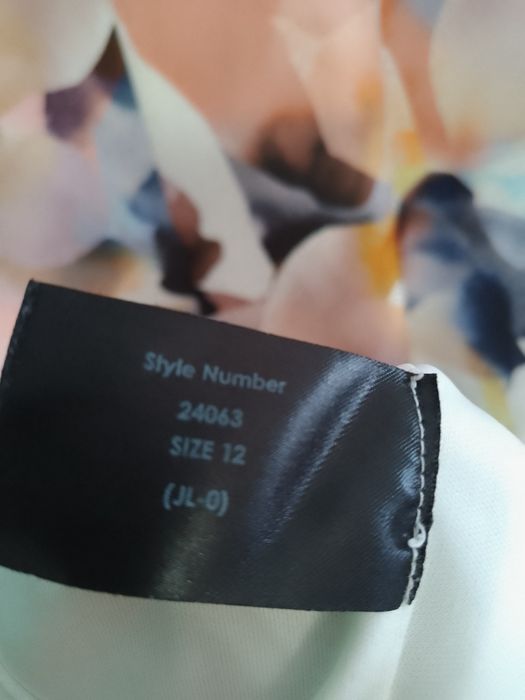 Style Number
24063
SIZE 12
(JL-0)